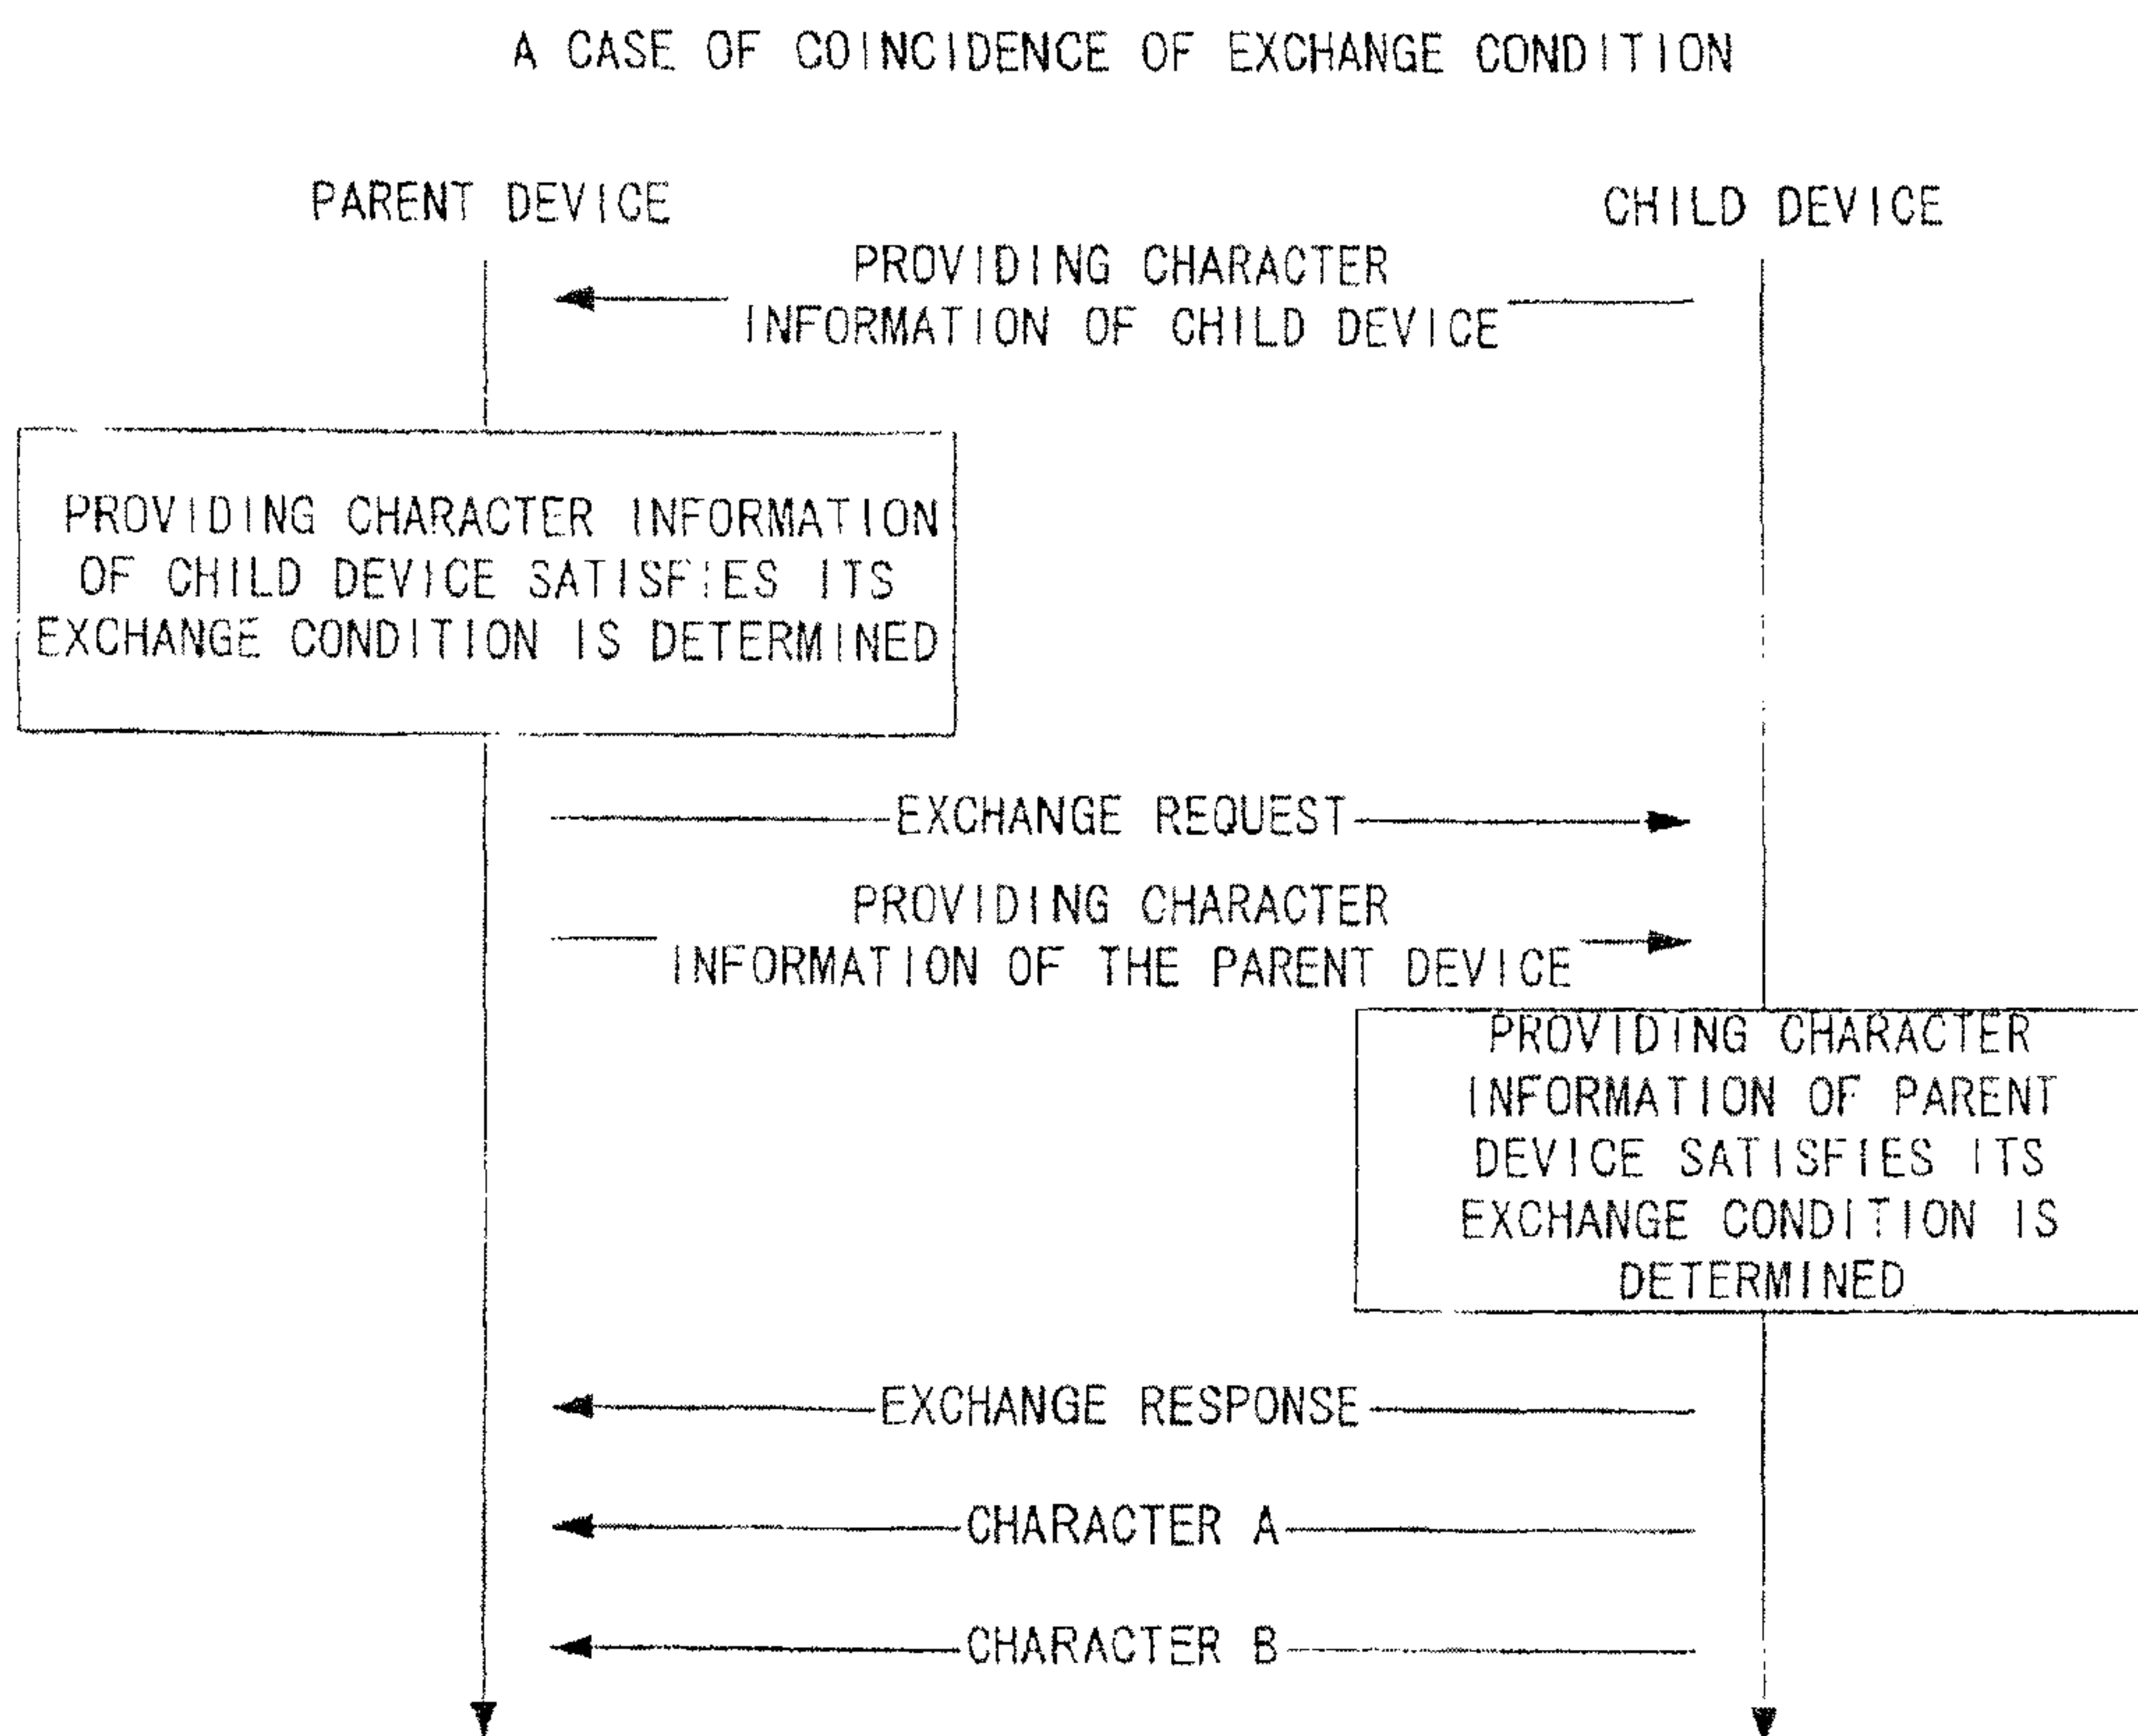 A CASE OF COINCIDENCE OF EXCHANGE CONDITION
PARENT DEVICE
CHILD DEVICE
PROVIDING CHARACTER
INFORMATION OF CHILD DEVICE
PROVIDING CHARACTER INFORMATION
OF CHILD DEVICE SATISFIES ITS
EXCHANGE CONDITION IS DETERMINED
EXCHANGE REQUEST
PROVIDING CHARACTER
INFORMATION OF THE PARENT DEVICE
PROVIDING CHARACTER
INFORMATION OF PARENT
DEVICE SATISFIES ITS
EXCHANGE CONDITION IS
DETERMINED
EXCHANGE RESPONSE
CHARACTER A
CHARACTER B